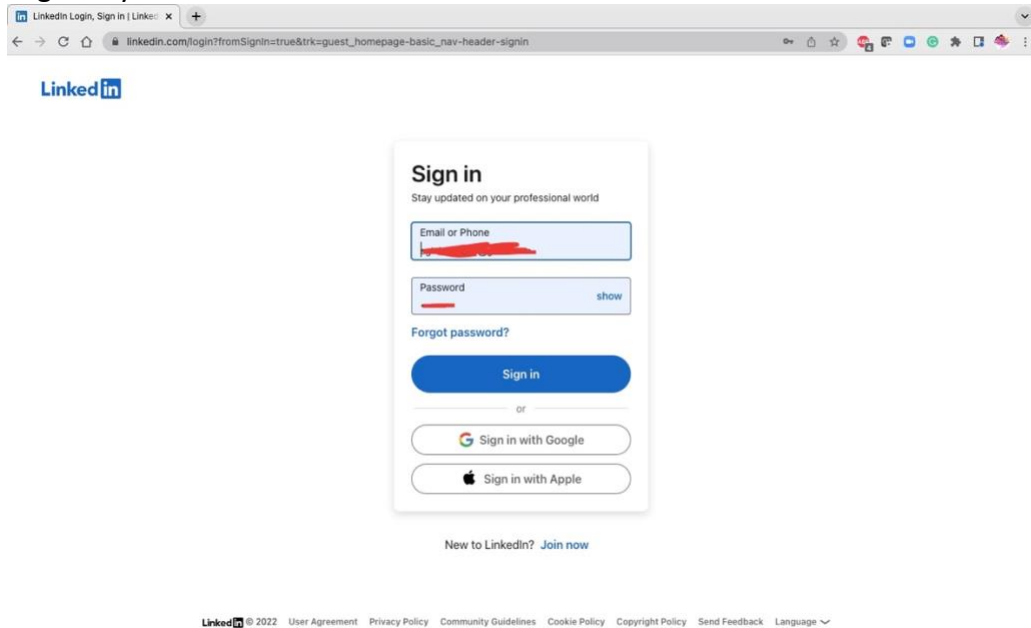 LinkedIn Login, Sign in | Linked
linkedin.com/login?fromSignIn=true&trk=guest_homepage-basic_nav-header-signin
Linked in
Sign in
Stay updated on your professional world
Email or Phone
Password
show
Forgot password?
Sign in
or
Sign in with Google
Sign in with Apple
New to LinkedIn? Join now
Linked in © 2022 User Agreement Privacy Policy Community Guidelines Cookie Policy Copyright Policy Send Feedback Language